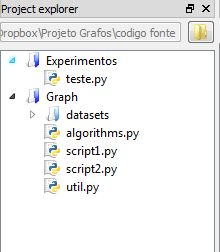 Project explorer
ropbox\Projeto Grafos\codigo fonte
Experimentos
teste.py
Graph
datasets
algorithms.py
script1.py
script2.py
util.py